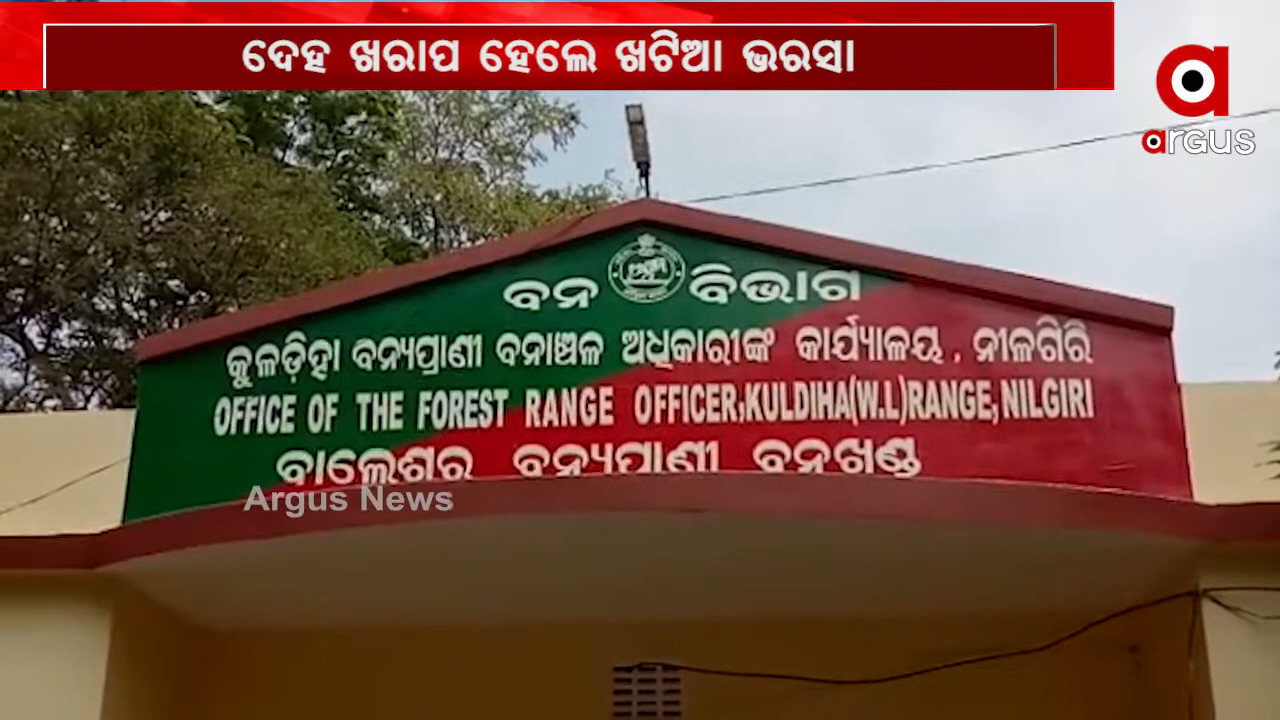 ଦେହ ଖରାପ ହେଲେ ଖଟିଆ ଭରସା
argus
ବନ ବିଭାଗ
କୁଳଡ଼ିହା ବନ୍ୟପ୍ରାଣୀ ବନାଞ୍ଚଳ ଅଧିକାରୀଙ୍କ କାର୍ଯ୍ୟାଳୟ , ନୀଳଗିରି
OFFICE OF THE FOREST RANGE OFFICER,KULDIHA(W.L)RANGE, NILGIRI
ବାଲେଶ୍ୱର ବନ୍ୟପ୍ରାଣୀ ବନଖଣ୍ଡ
Argus News